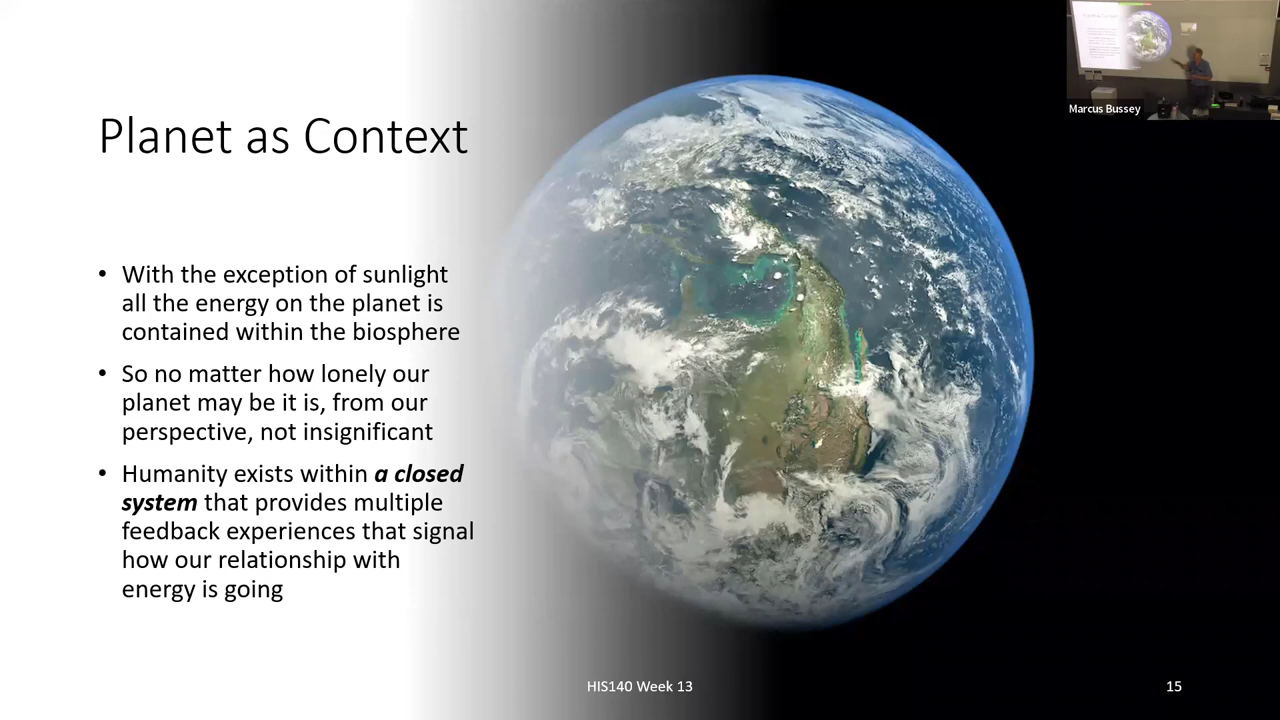 Planet as Context
• With the exception of sunlight
all the energy on the planet is
contained within the biosphere
• So no matter how lonely our
planet may be it is, from our
perspective, not insignificant
• Humanity exists within a closed
system that provides multiple
feedback experiences that signal
how our relationship with
energy is going
HIS140 Week 13
15
Marcus Bussey